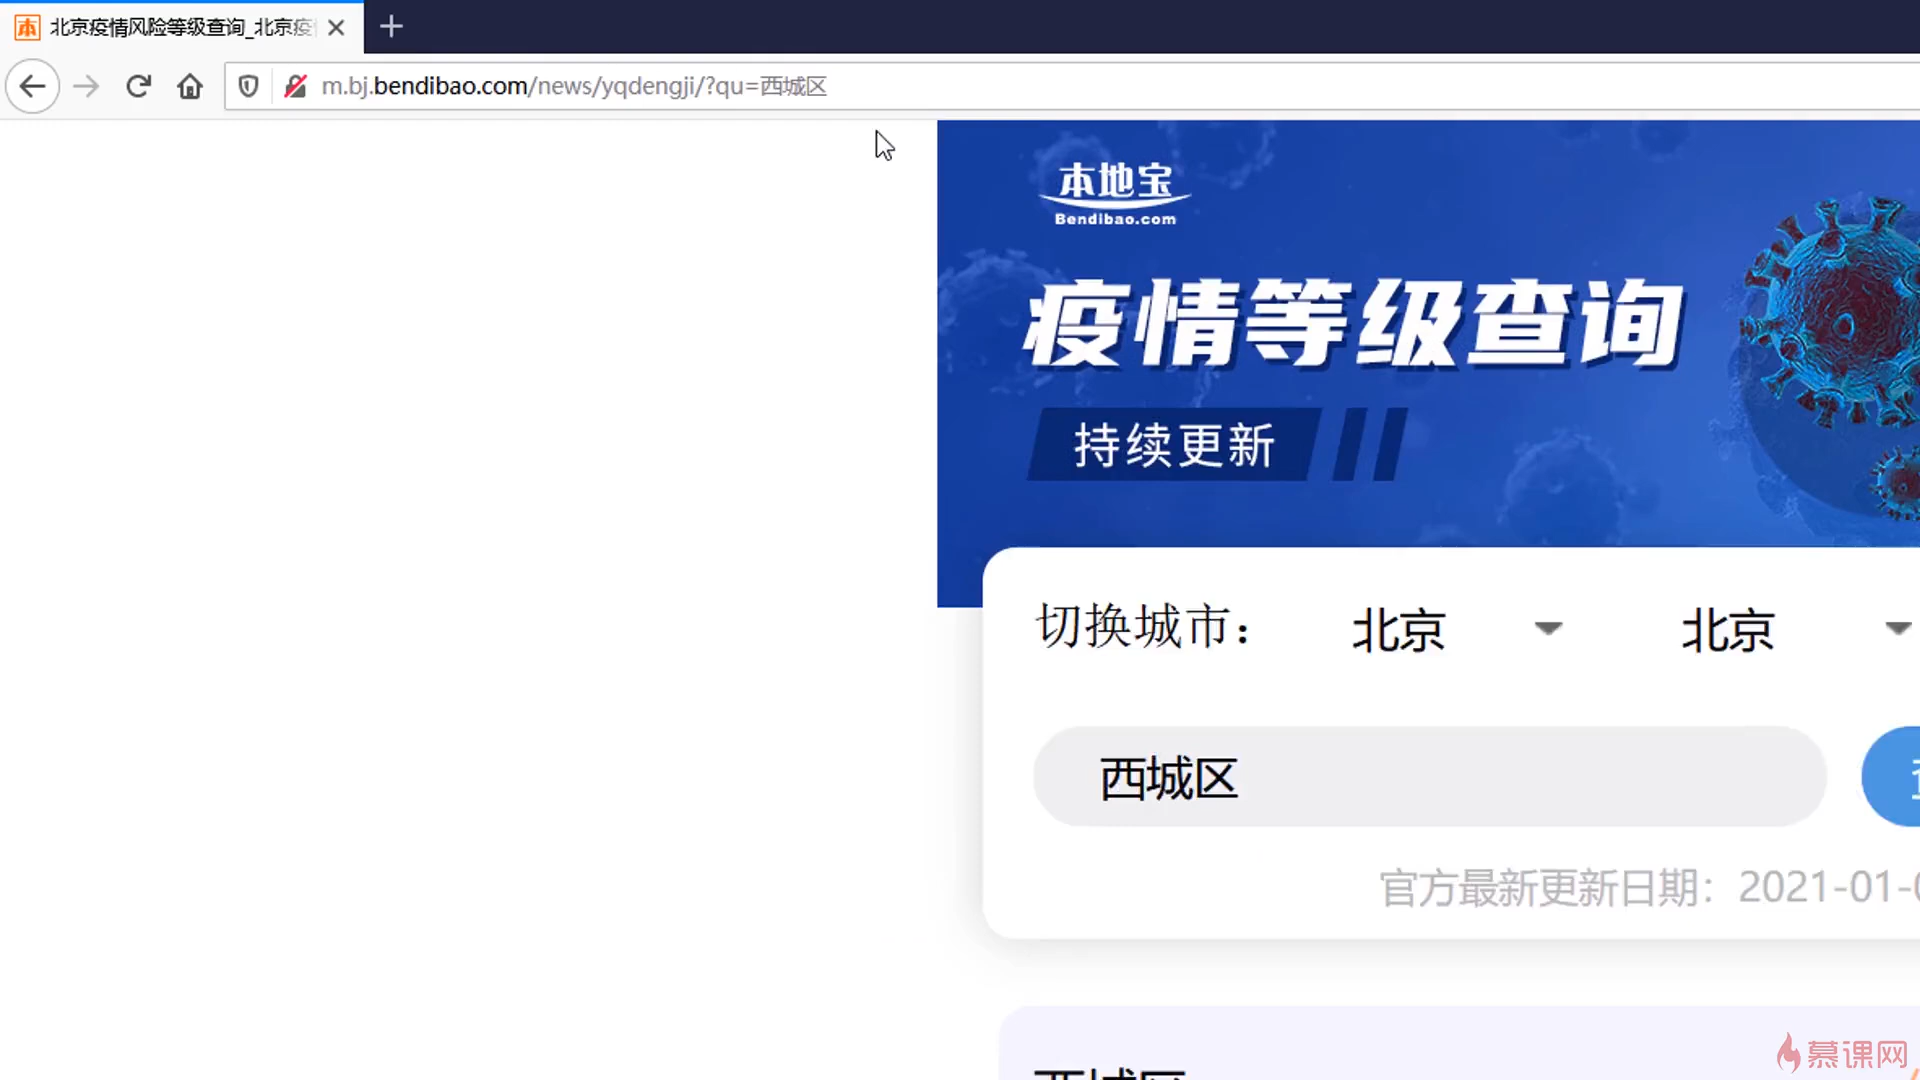 北京疫情风险等级查询_北京疫
m.bj.bendibao.com/news/yqdengji/?qu=西城区
本地宝
Bendibao.com
疫情等级查询
持续更新
切换城市： 北京 北京
西城区
官方最新更新日期：2021-01-
西城区
慕课网